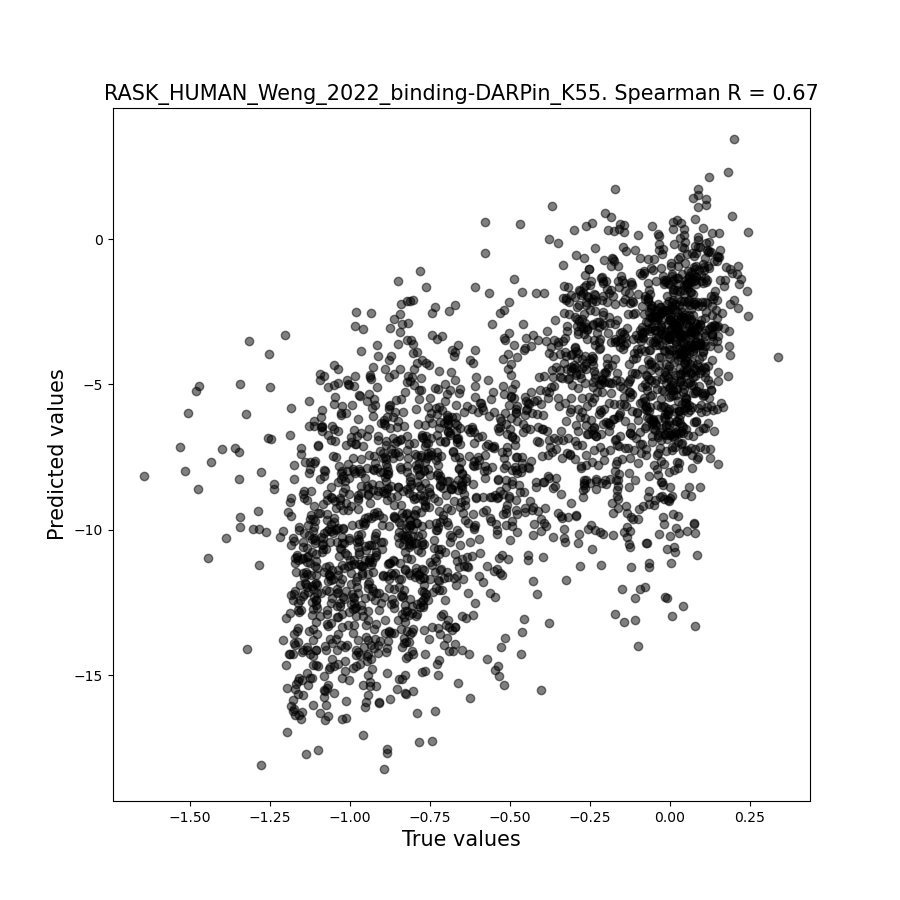 RASK_HUMAN_Weng_2022_binding-DARPin_K55. Spearman R = 0.67
0
−5
−10
−15
Predicted values
−1.50 −1.25 −1.00 −0.75 −0.50 −0.25 0.00 0.25
True values